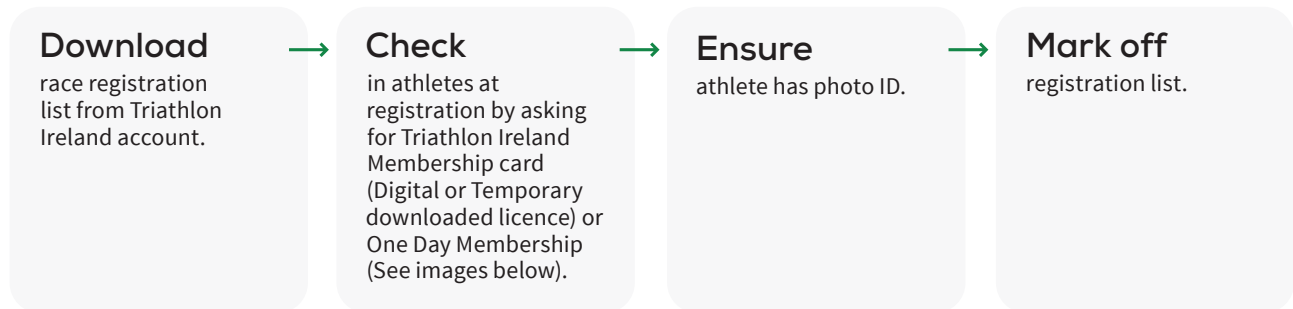 Download
race registration
list from Triathlon
Ireland account.
Check
in athletes at
registration by asking
for Triathlon Ireland
Membership card
(Digital or Temporary
downloaded licence) or
One Day Membership
(See images below).
Ensure
athlete has photo ID.
Mark off
registration list.